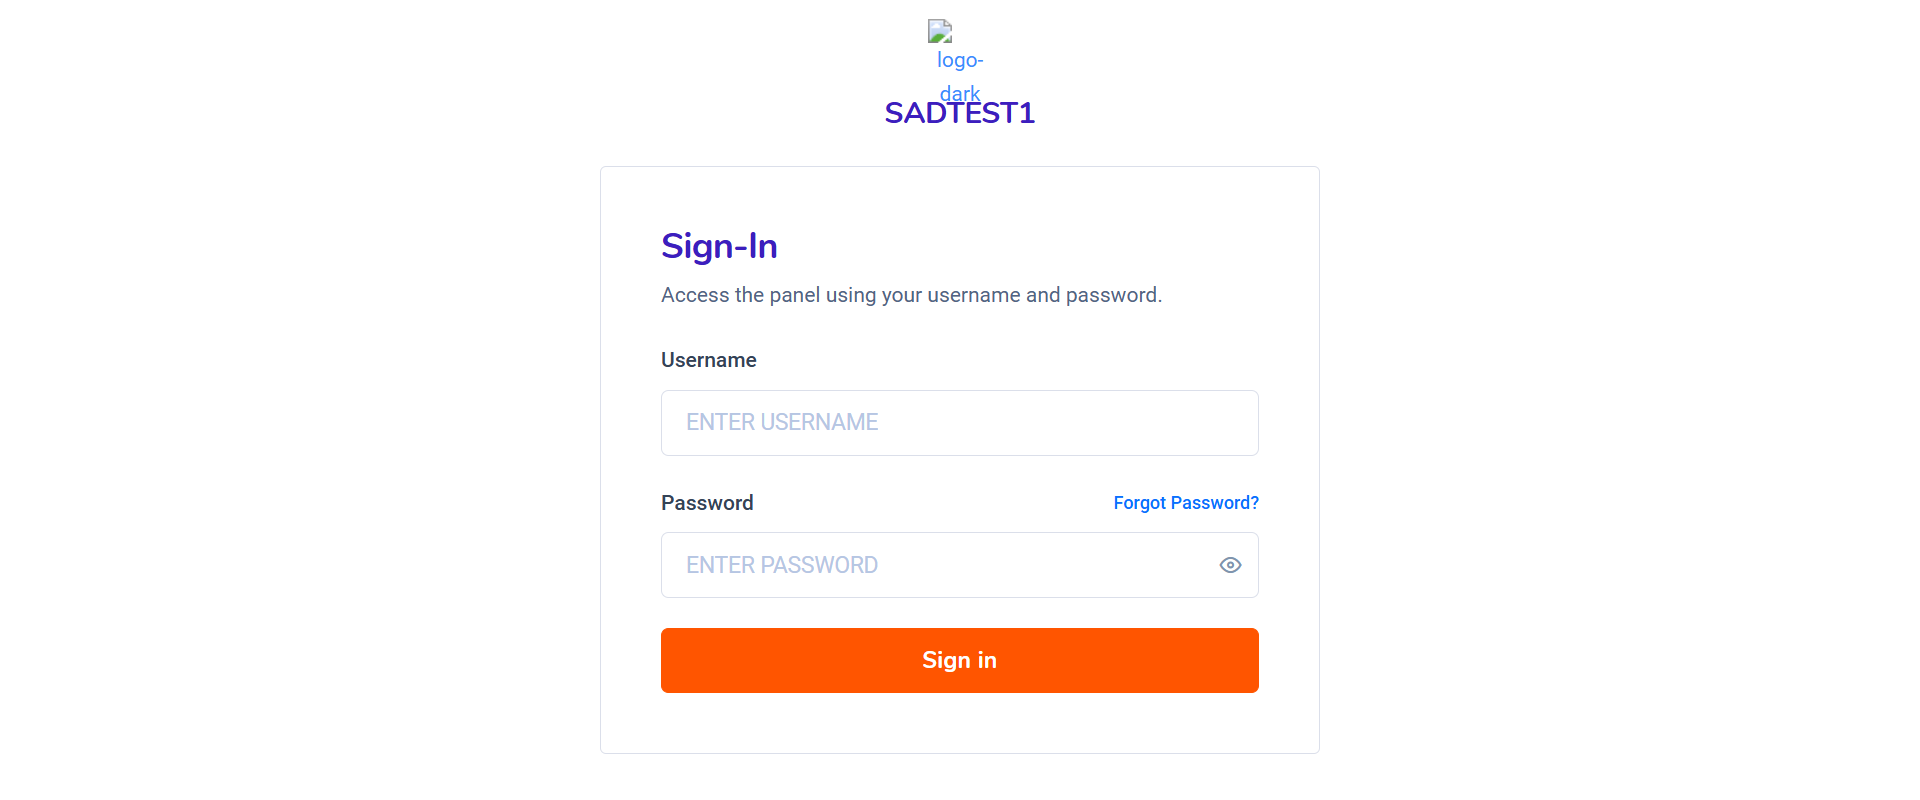 logo-
dark
SADTEST1
Sign-In
Access the panel using your username and password.
Username
ENTER USERNAME
Password
Forgot Password?
ENTER PASSWORD
Sign in